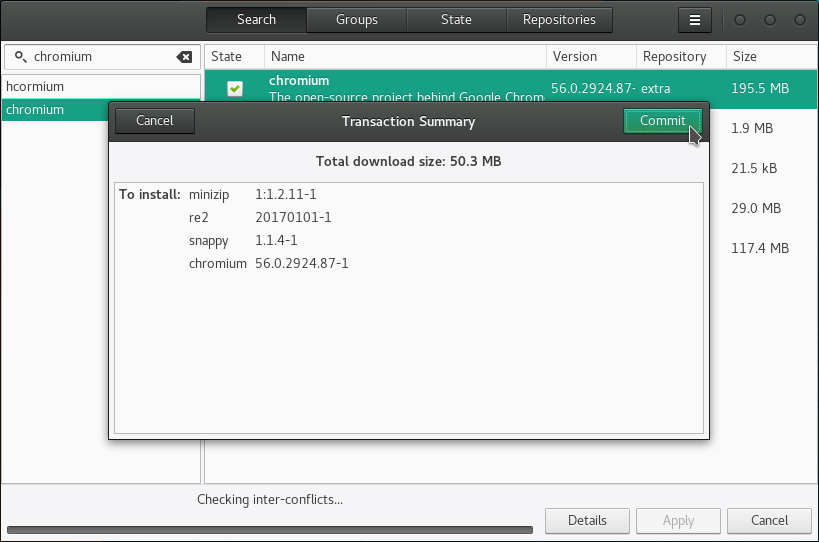 Search Groups State Repositories
chromium
State Name Version Repository Size
hcormium
chromium
chromium
The open-source project behind Google Chrom
56.0.2924.87- extra 195.5 MB
1.9 MB
21.5 kB
29.0 MB
117.4 MB
Cancel Transaction Summary Commit
Total download size: 50.3 MB
To install: minizip 1:1.2.11-1
re2 20170101-1
snappy 1.1.4-1
chromium 56.0.2924.87-1
Checking inter-conflicts...
Details Apply Cancel